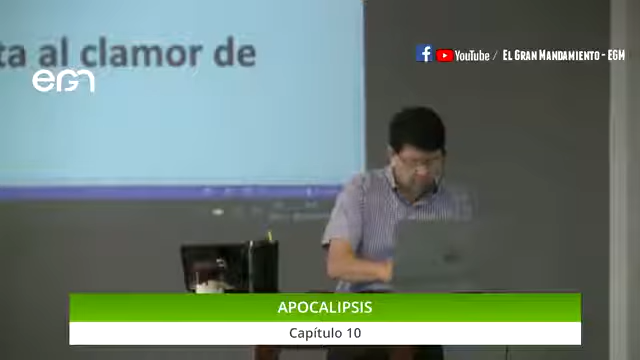 ta al clamor de
egm
YouTube / EL GRAN MANDAMIENTO - EGM
APOCALIPSIS
Capítulo 10